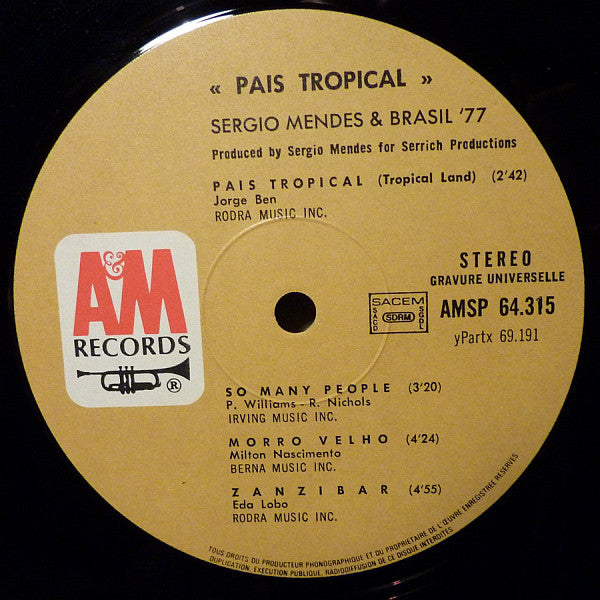 « PAIS TROPICAL »
SERGIO MENDES & BRASIL '77
Produced by Sergio Mendes for Serrich Productions
PAIS TROPICAL (Tropical Land) (2'42)
Jorge Ben
RODRA MUSIC INC.
A&M
RECORDS
®
STEREO
GRAVURE UNIVERSELLE
SACEM
SACD
SDRM
SGDL
AMSP 64.315
yPartx 69.191
SO MANY PEOPLE (3'20)
P. Williams - R. Nichols
IRVING MUSIC INC.
MORRO VELHO (4'24)
Milton Nascimento
BERNA MUSIC INC.
ZANZIBAR (4'55)
Eda Lobo
RODRA MUSIC INC.
TOUS DROITS DU PRODUCTEUR PHONOGRAPHIQUE ET DU PROPRIETAIRE DE L'ŒUVRE ENREGISTREE RESERVES
DUPLICATION, EXECUTION PUBLIQUE, RADIODIFFUSION DE CE DISQUE INTERDITES